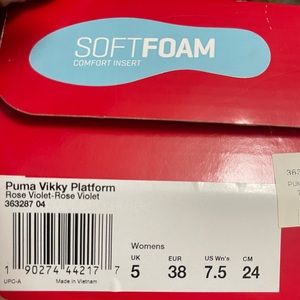 SOFTFOAM
COMFORT INSERT
Puma Vikky Platform
Rose Violet-Rose Violet
363287 04
Womens
UK EUR US Wn's CM
5 38 7.5 24
1 90274 44217 7
UPC-A Made in Vietnam
363